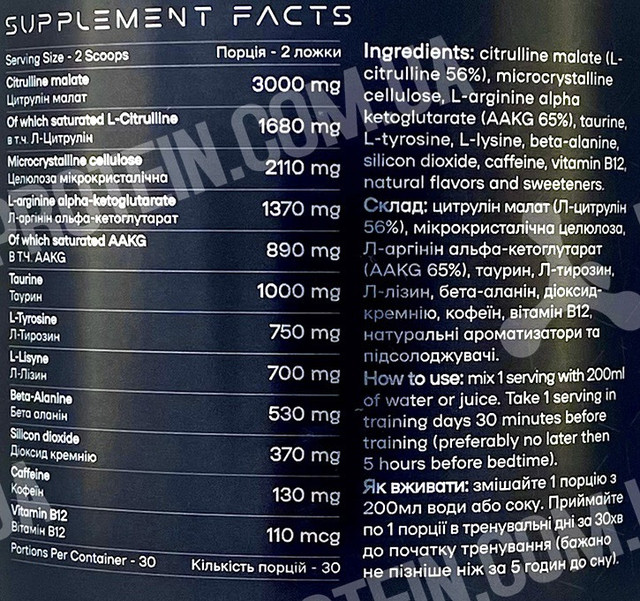 SUPPLEMENT FACTS
Serving Size - 2 Scoops Порція - 2 ложки
Citrulline malate
Цитрулін малат
3000 mg
Of which saturated L-Citrulline
в т.ч. Л-Цитрулін
1680 mg
Microcrystalline cellulose
Целюлоза мікрокристалічна
2110 mg
L-arginine alpha-ketoglutarate
Л-аргінін альфа-кетоглутарат
1370 mg
Of which saturated AAKG
в т.ч. AAKG
890 mg
Taurine
Таурин
1000 mg
L-Tyrosine
Л-Тирозин
750 mg
L-Lisyne
Л-Лізин
700 mg
Beta-Alanine
Бета аланін
530 mg
Silicon dioxide
Діоксид кремнію
370 mg
Caffeine
Кофеїн
130 mg
Vitamin B12
Вітамін B12
110 mcg
Portions Per Container - 30 Кількість порцій - 30
Ingredients: citrulline malate (L-
citrulline 56%), microcrystalline
cellulose, L-arginine alpha
ketoglutarate (AAKG 65%), taurine,
L-tyrosine, L-lysine, beta-alanine,
silicon dioxide, caffeine, vitamin B12,
natural flavors and sweeteners.
Склад: цитрулін малат (Л-цитрулін
56%), мікрокристалічна целюлоза,
Л-аргінін альфа-кетоглутарат
(AAKG 65%), таурин, Л-тирозин,
Л-лізин, бета-аланін, діоксид-
кремнію, кофеїн, вітамін B12,
натуральні ароматизатори та
підсолоджувачі.
How to use: mix 1 serving with 200ml
of water or juice. Take 1 serving in
training days 30 minutes before
training (preferably no later then
5 hours before bedtime).
Як вживати: змішайте 1 порцію з
200мл води або соку. Приймайте
по 1 порції в тренувальні дні за 30хв
до початку тренування (бажано
не пізніше ніж за 5 годин до сну).
PROTEIN.COM.UA
PROTEIN.COM.U